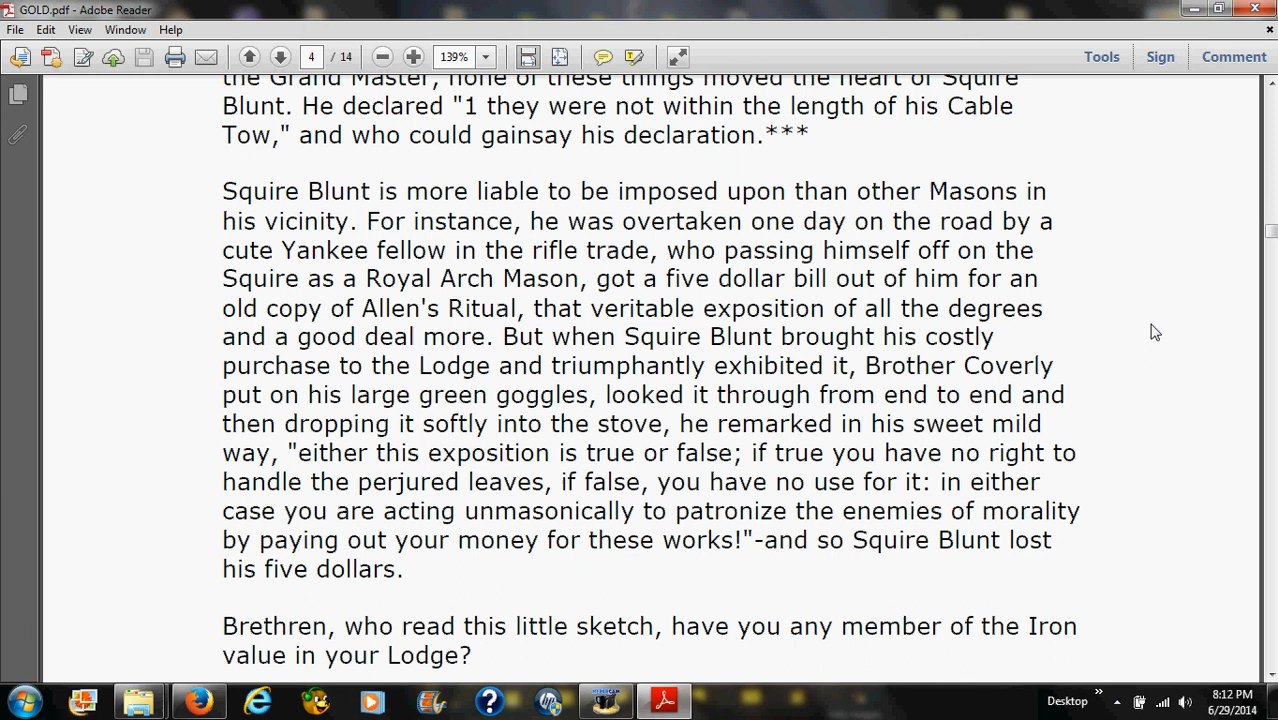 GOLD.pdf - Adobe Reader
File Edit View Window Help
4 / 14 139% Tools Sign Comment
the Grand Master, none of these things moved the heart of Squire
Blunt. He declared "1 they were not within the length of his Cable
Tow," and who could gainsay his declaration.***
Squire Blunt is more liable to be imposed upon than other Masons in
his vicinity. For instance, he was overtaken one day on the road by a
cute Yankee fellow in the rifle trade, who passing himself off on the
Squire as a Royal Arch Mason, got a five dollar bill out of him for an
old copy of Allen's Ritual, that veritable exposition of all the degrees
and a good deal more. But when Squire Blunt brought his costly
purchase to the Lodge and triumphantly exhibited it, Brother Coverly
put on his large green goggles, looked it through from end to end and
then dropping it softly into the stove, he remarked in his sweet mild
way, "either this exposition is true or false; if true you have no right to
handle the perjured leaves, if false, you have no use for it: in either
case you are acting unmasonically to patronize the enemies of morality
by paying out your money for these works!"-and so Squire Blunt lost
his five dollars.
Brethren, who read this little sketch, have you any member of the Iron
value in your Lodge?
Desktop
8:12 PM
6/29/2014